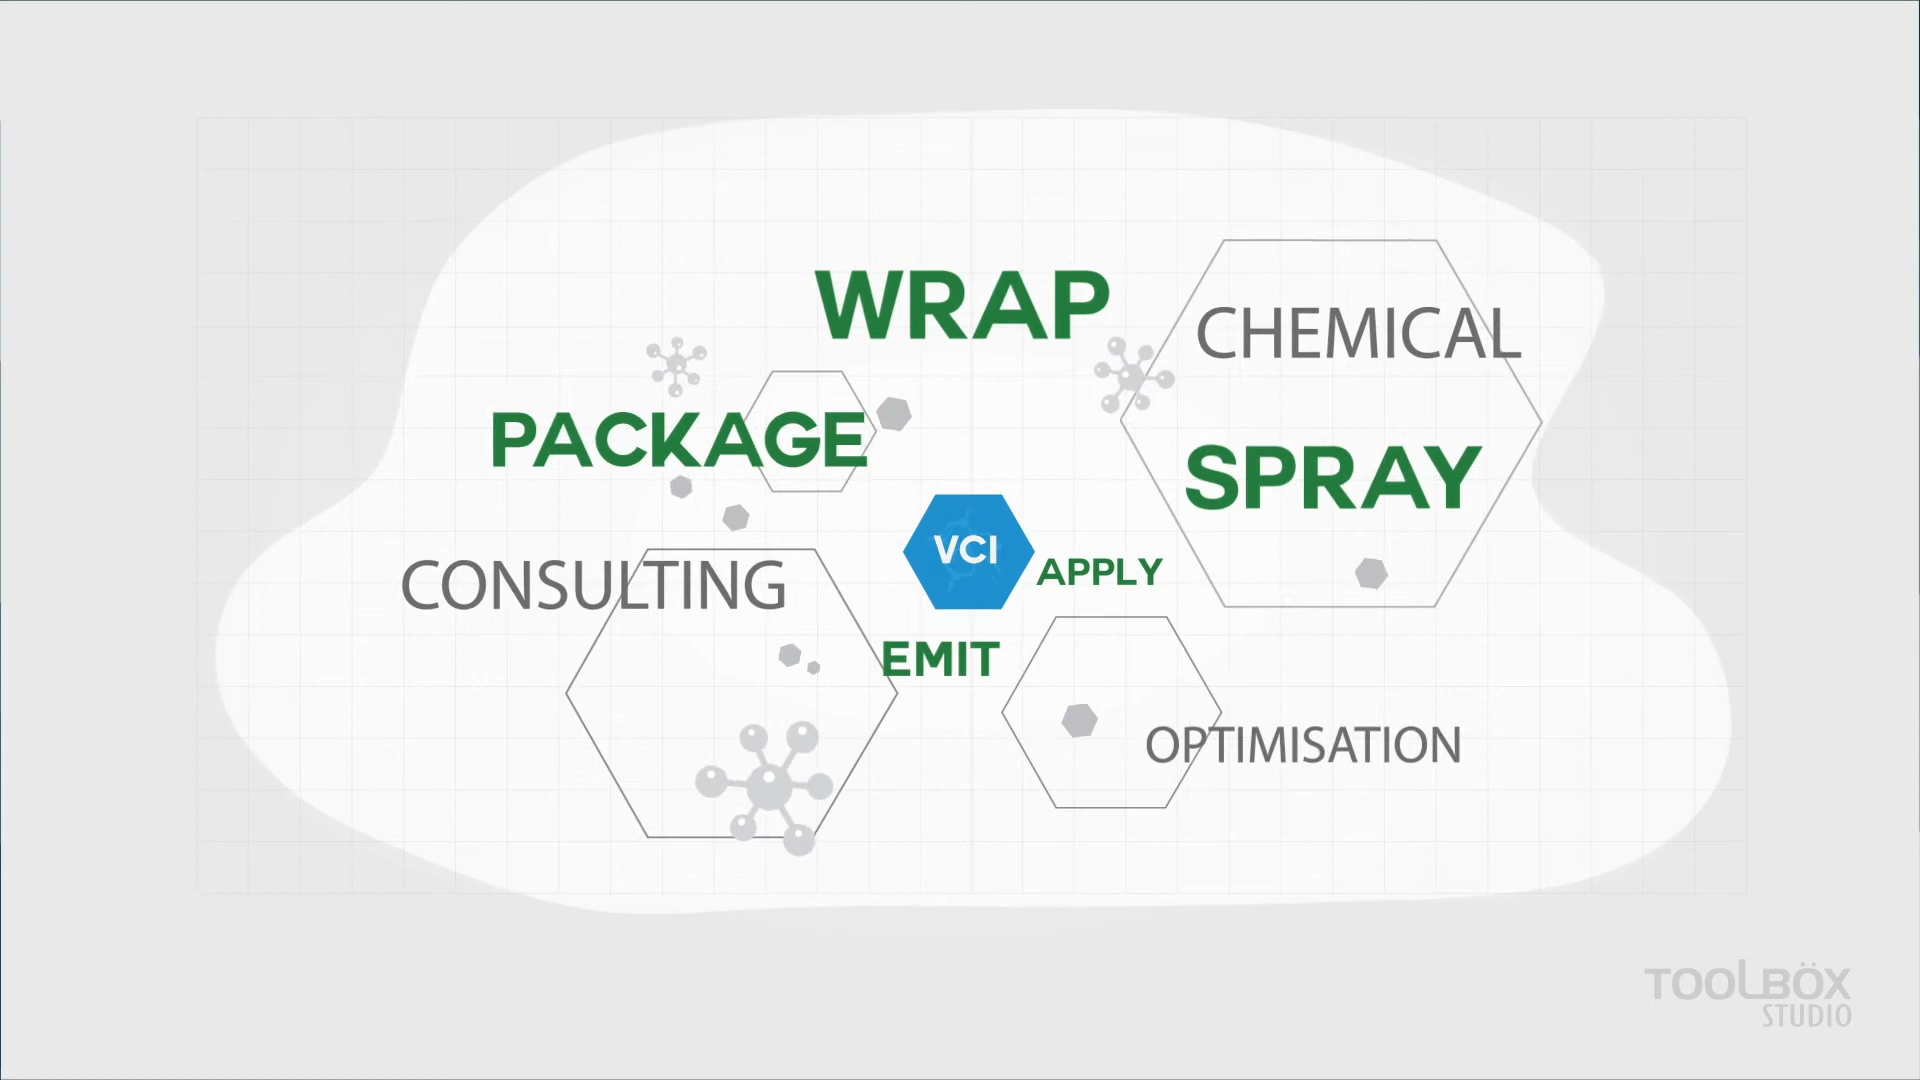 WRAP
CHEMICAL
PACKAGE
SPRAY
VCI
APPLY
CONSULTING
EMIT
OPTIMISATION
TOOLBÖX
STUDIO